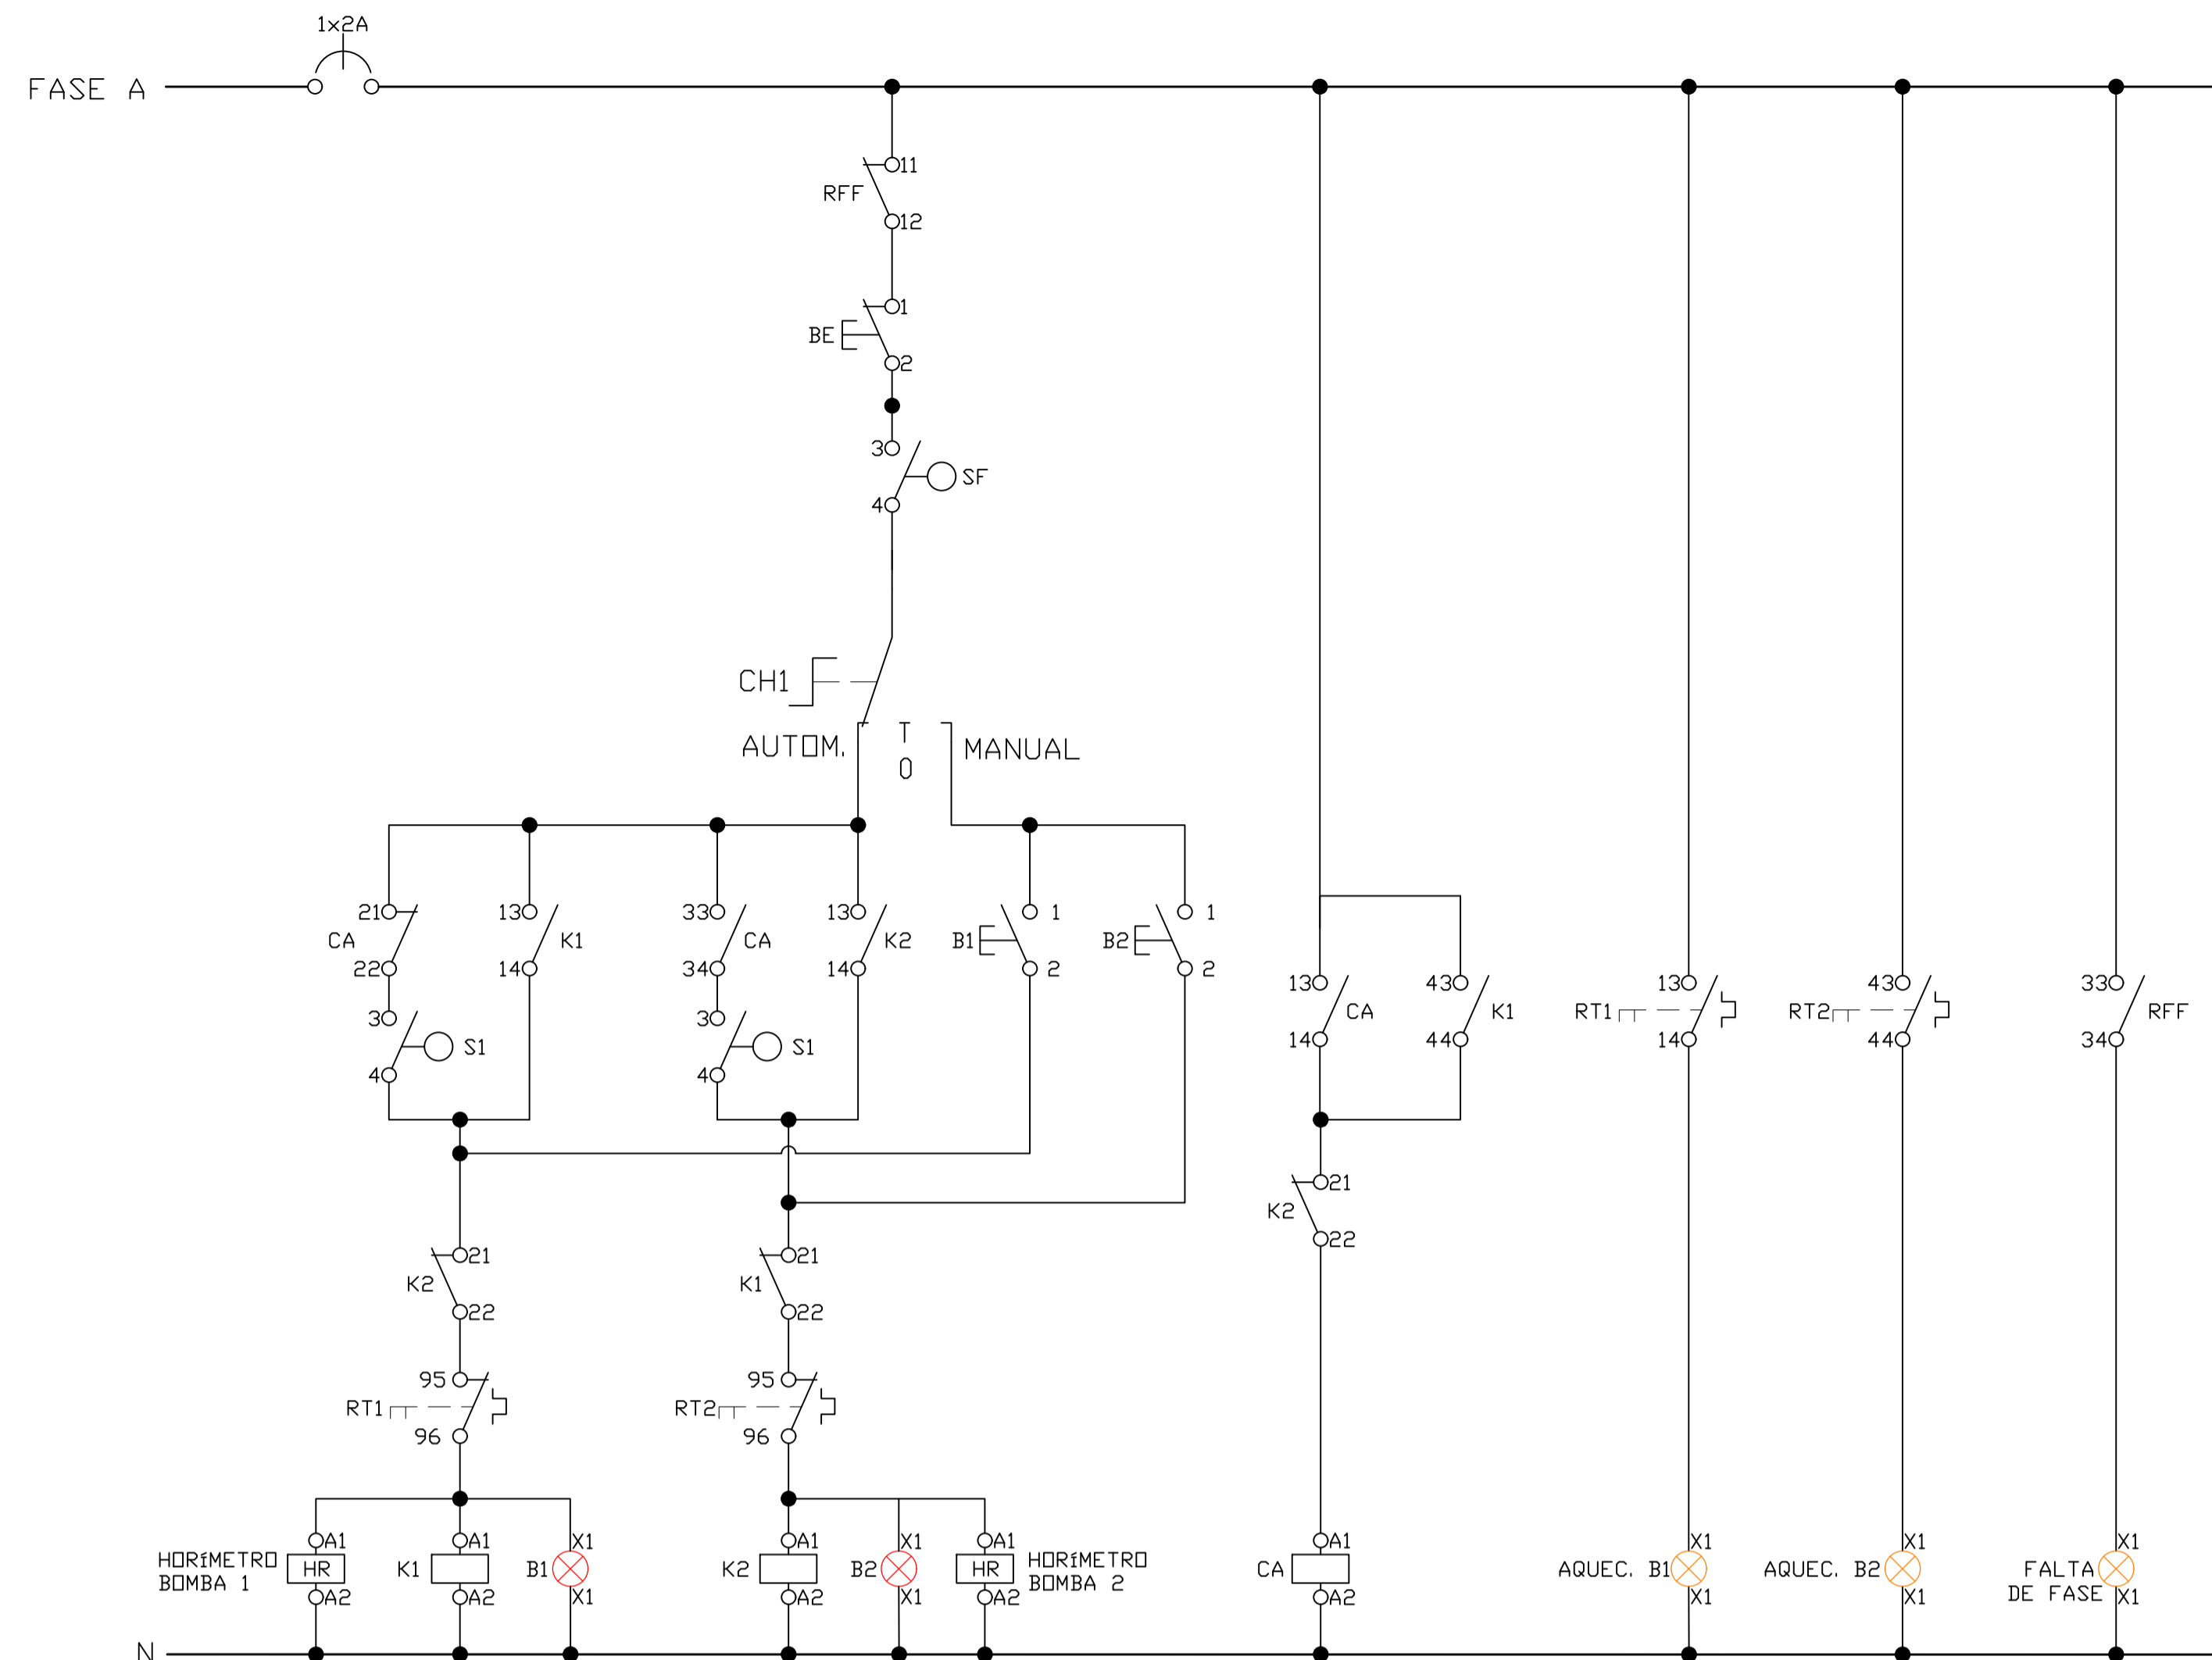 1x2A
FASE A
11
RFF
12
1
BE
2
3
SF
4
CH1
AUTOM.
T
0
MANUAL
21
CA
22
13
K1
14
33
CA
34
13
K2
14
B1
1
2
B2
1
2
3
S1
4
3
S1
4
13
CA
14
43
K1
44
13
RT1
14
43
RT2
44
33
RFF
34
21
K2
22
21
K2
22
21
K1
22
95
RT1
96
95
RT2
96
HORíMETRO
BOMBA 1
A1
HR
A2
K1
A1
A2
B1
X1
X1
K2
A1
A2
B2
X1
X1
A1
HR
A2
HORíMETRO
BOMBA 2
CA
A1
A2
AQUEC. B1
X1
X1
AQUEC. B2
X1
X1
FALTA
DE FASE
X1
X1
N